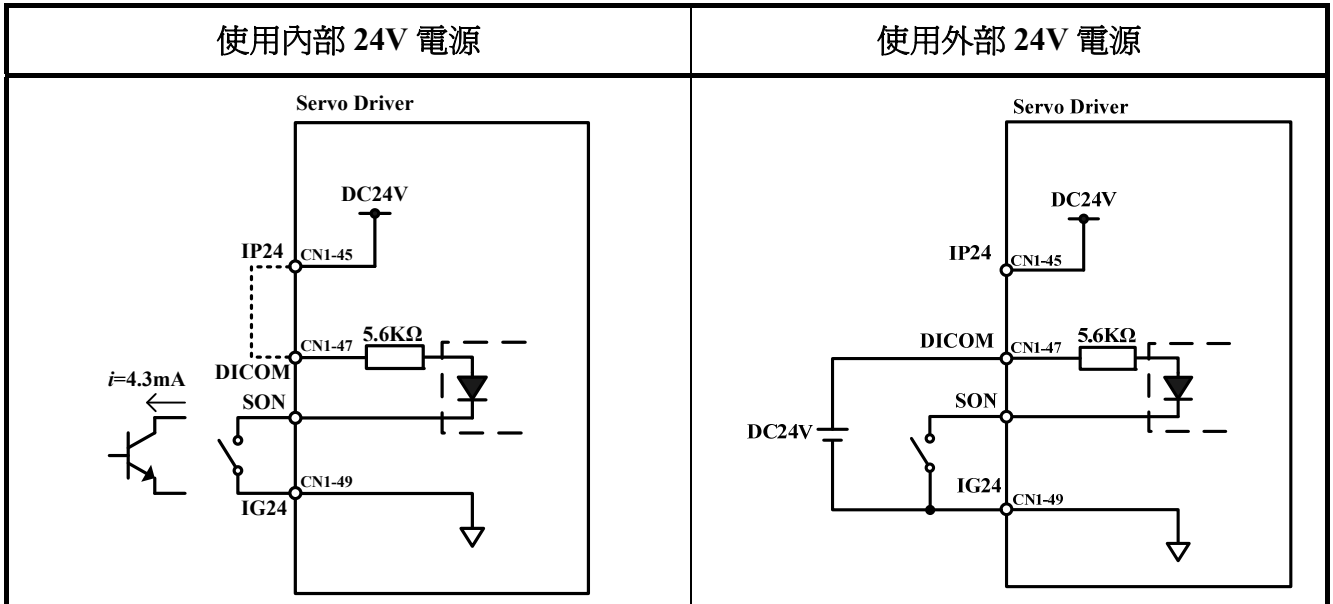 使用內部 24V 電源
使用外部 24V 電源
Servo Driver
DC24V
IP24
CN1-45
CN1-47
5.6KΩ
DICOM
i=4.3mA
SON
CN1-49
IG24
Servo Driver
DC24V
IP24
CN1-45
DICOM
CN1-47
5.6KΩ
SON
DC24V
IG24
CN1-49